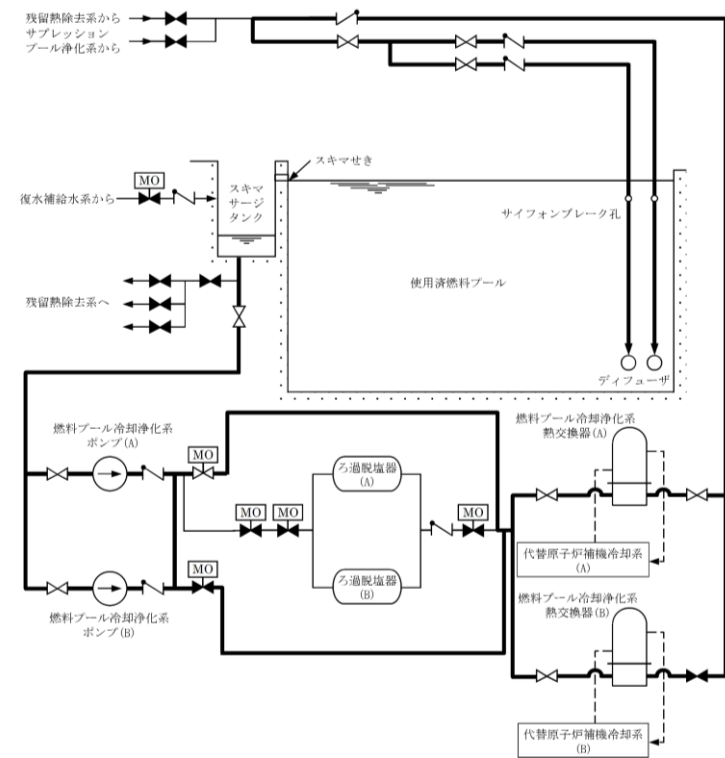 残留熱除去系から
サプレッション
プール浄化系から
スキマせき
MO
復水補給水系から
スキマ
サージ
タンク
サイフォンブレーク孔
使用済燃料プール
残留熱除去系へ
ディフューザ
燃料プール冷却浄化系
ポンプ(A)
燃料プール冷却浄化系
熱交換器(A)
MO
ろ過脱塩器
(A)
MO
MO
MO
代替原子炉補機冷却系
(A)
MO
ろ過脱塩器
(B)
燃料プール冷却浄化系
ポンプ(B)
燃料プール冷却浄化系
熱交換器(B)
代替原子炉補機冷却系
(B)